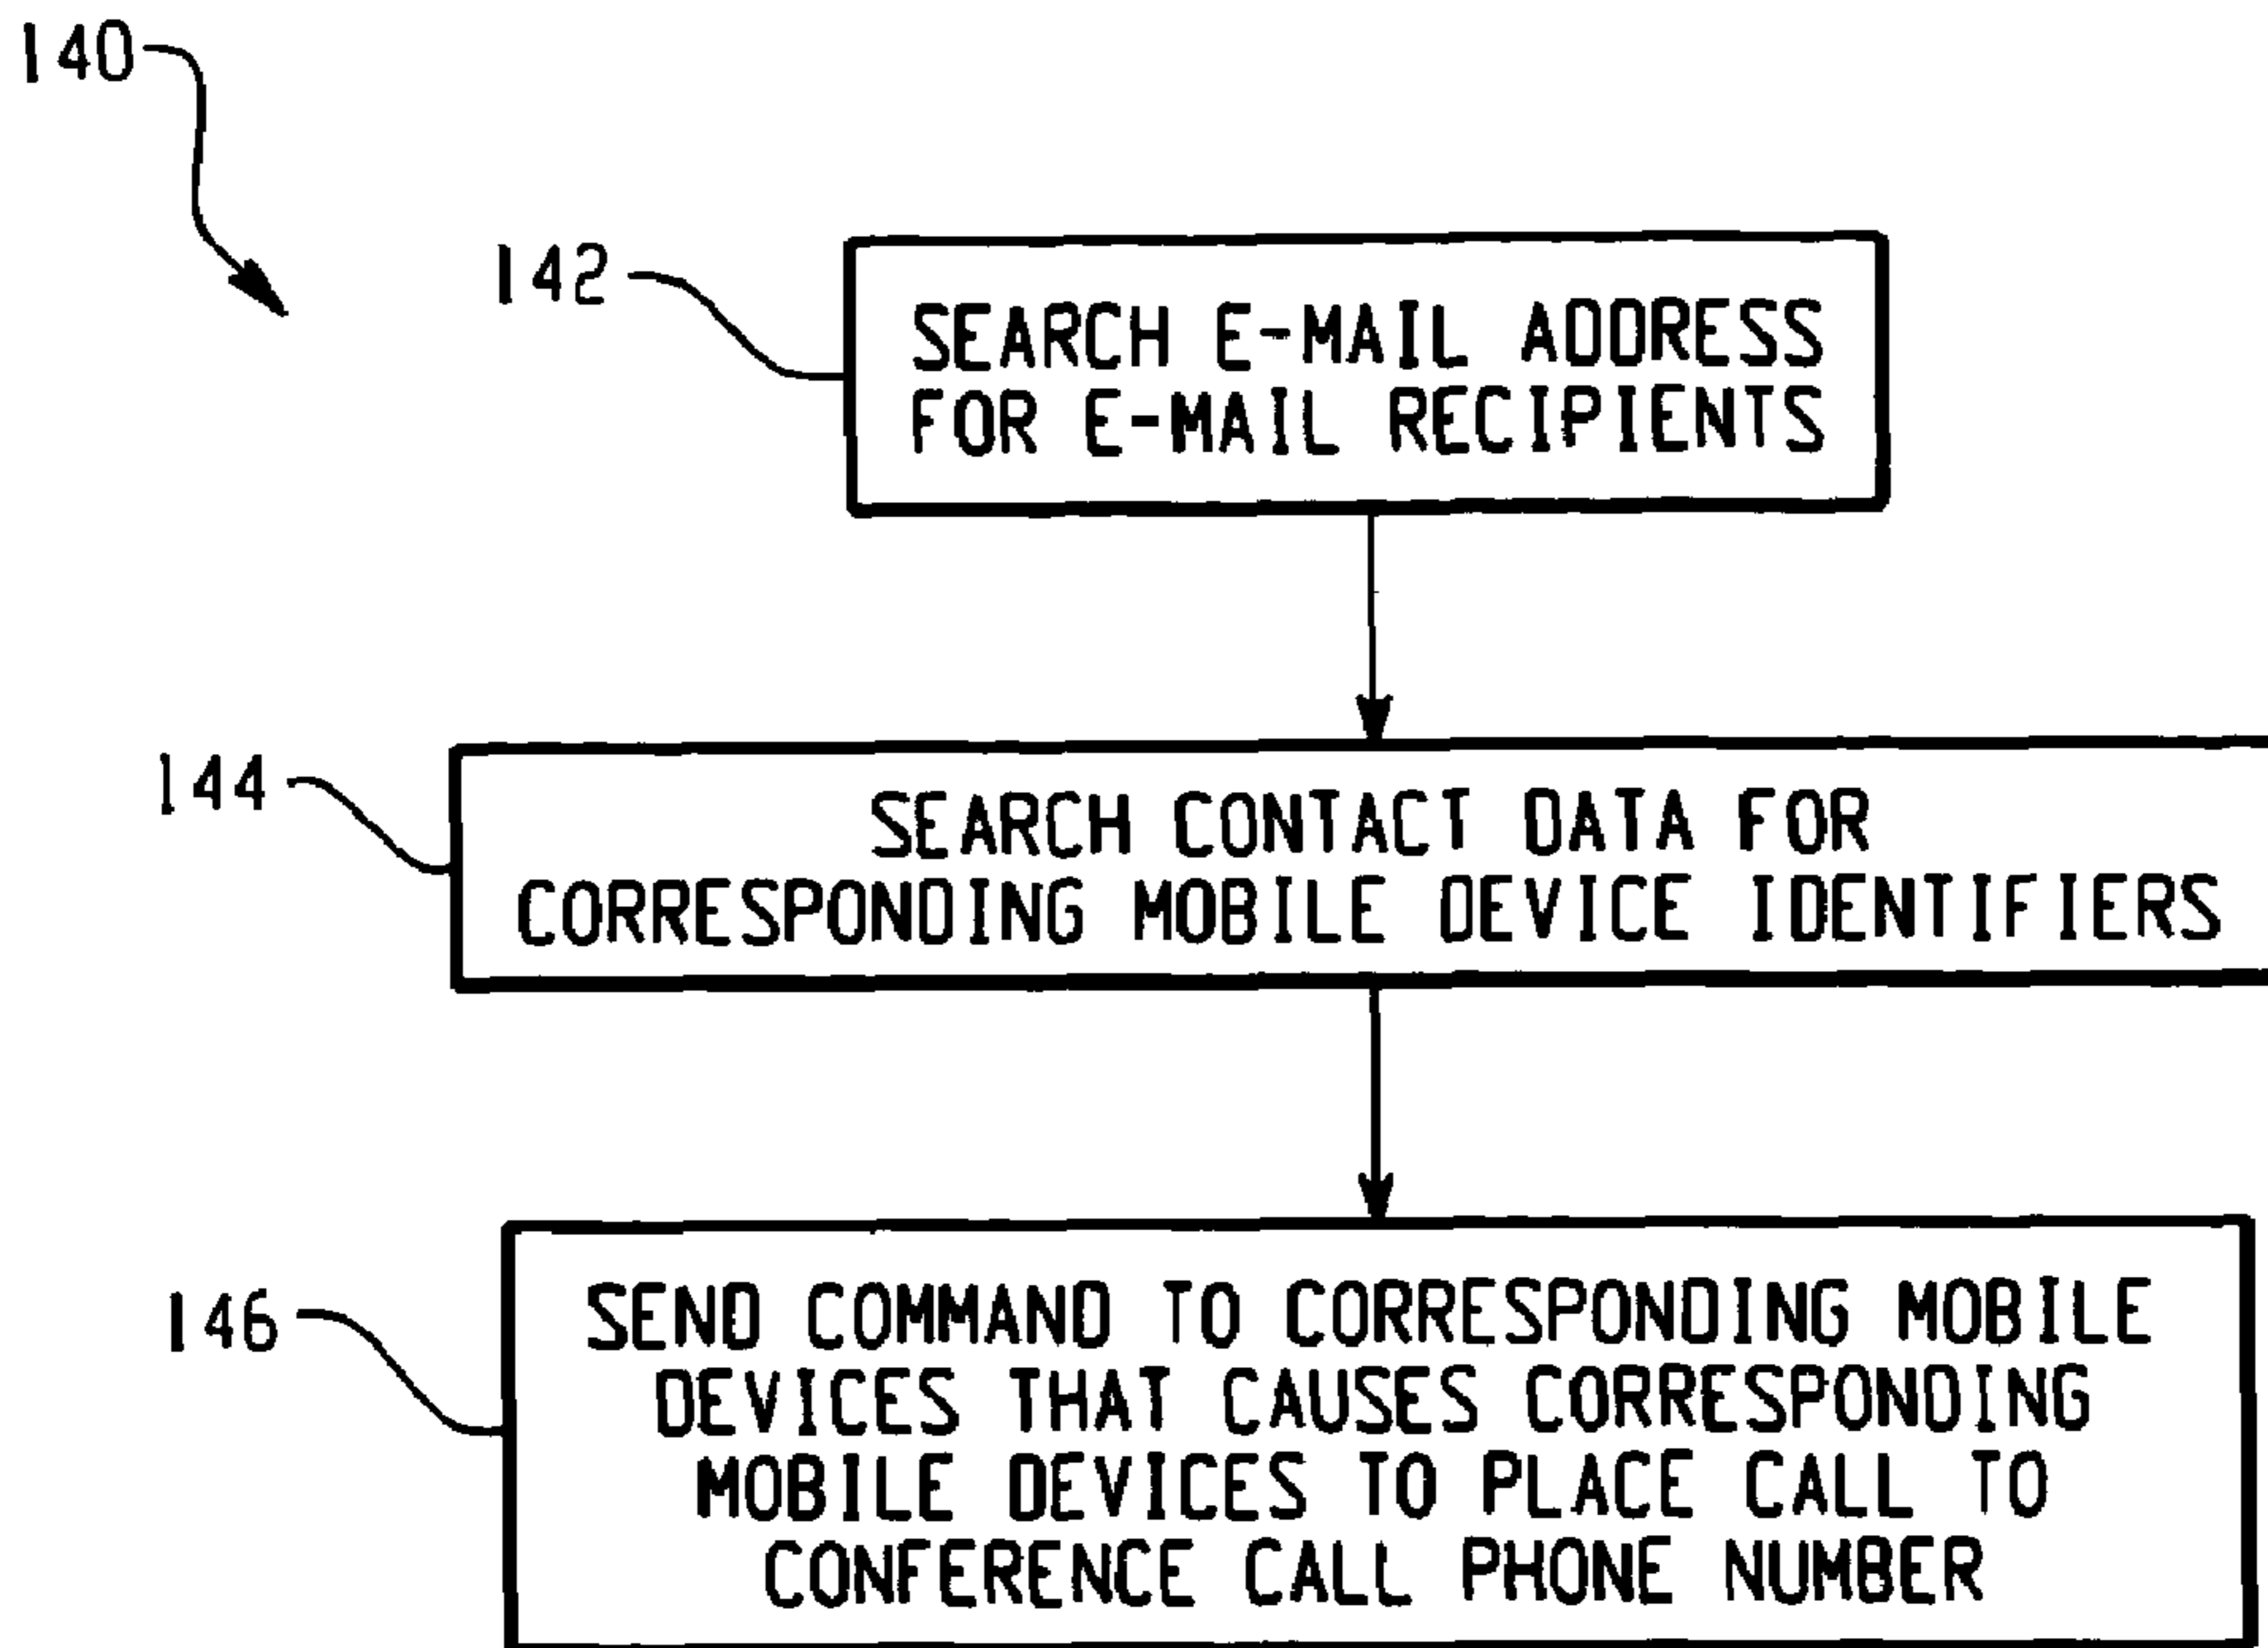 140
142
SEARCH E-MAIL ADDRESS
FOR E-MAIL RECIPIENTS
144
SEARCH CONTACT DATA FOR
CORRESPONDING MOBILE DEVICE IDENTIFIERS
146
SEND COMMAND TO CORRESPONDING MOBILE
DEVICES THAT CAUSES CORRESPONDING
MOBILE DEVICES TO PLACE CALL TO
CONFERENCE CALL PHONE NUMBER